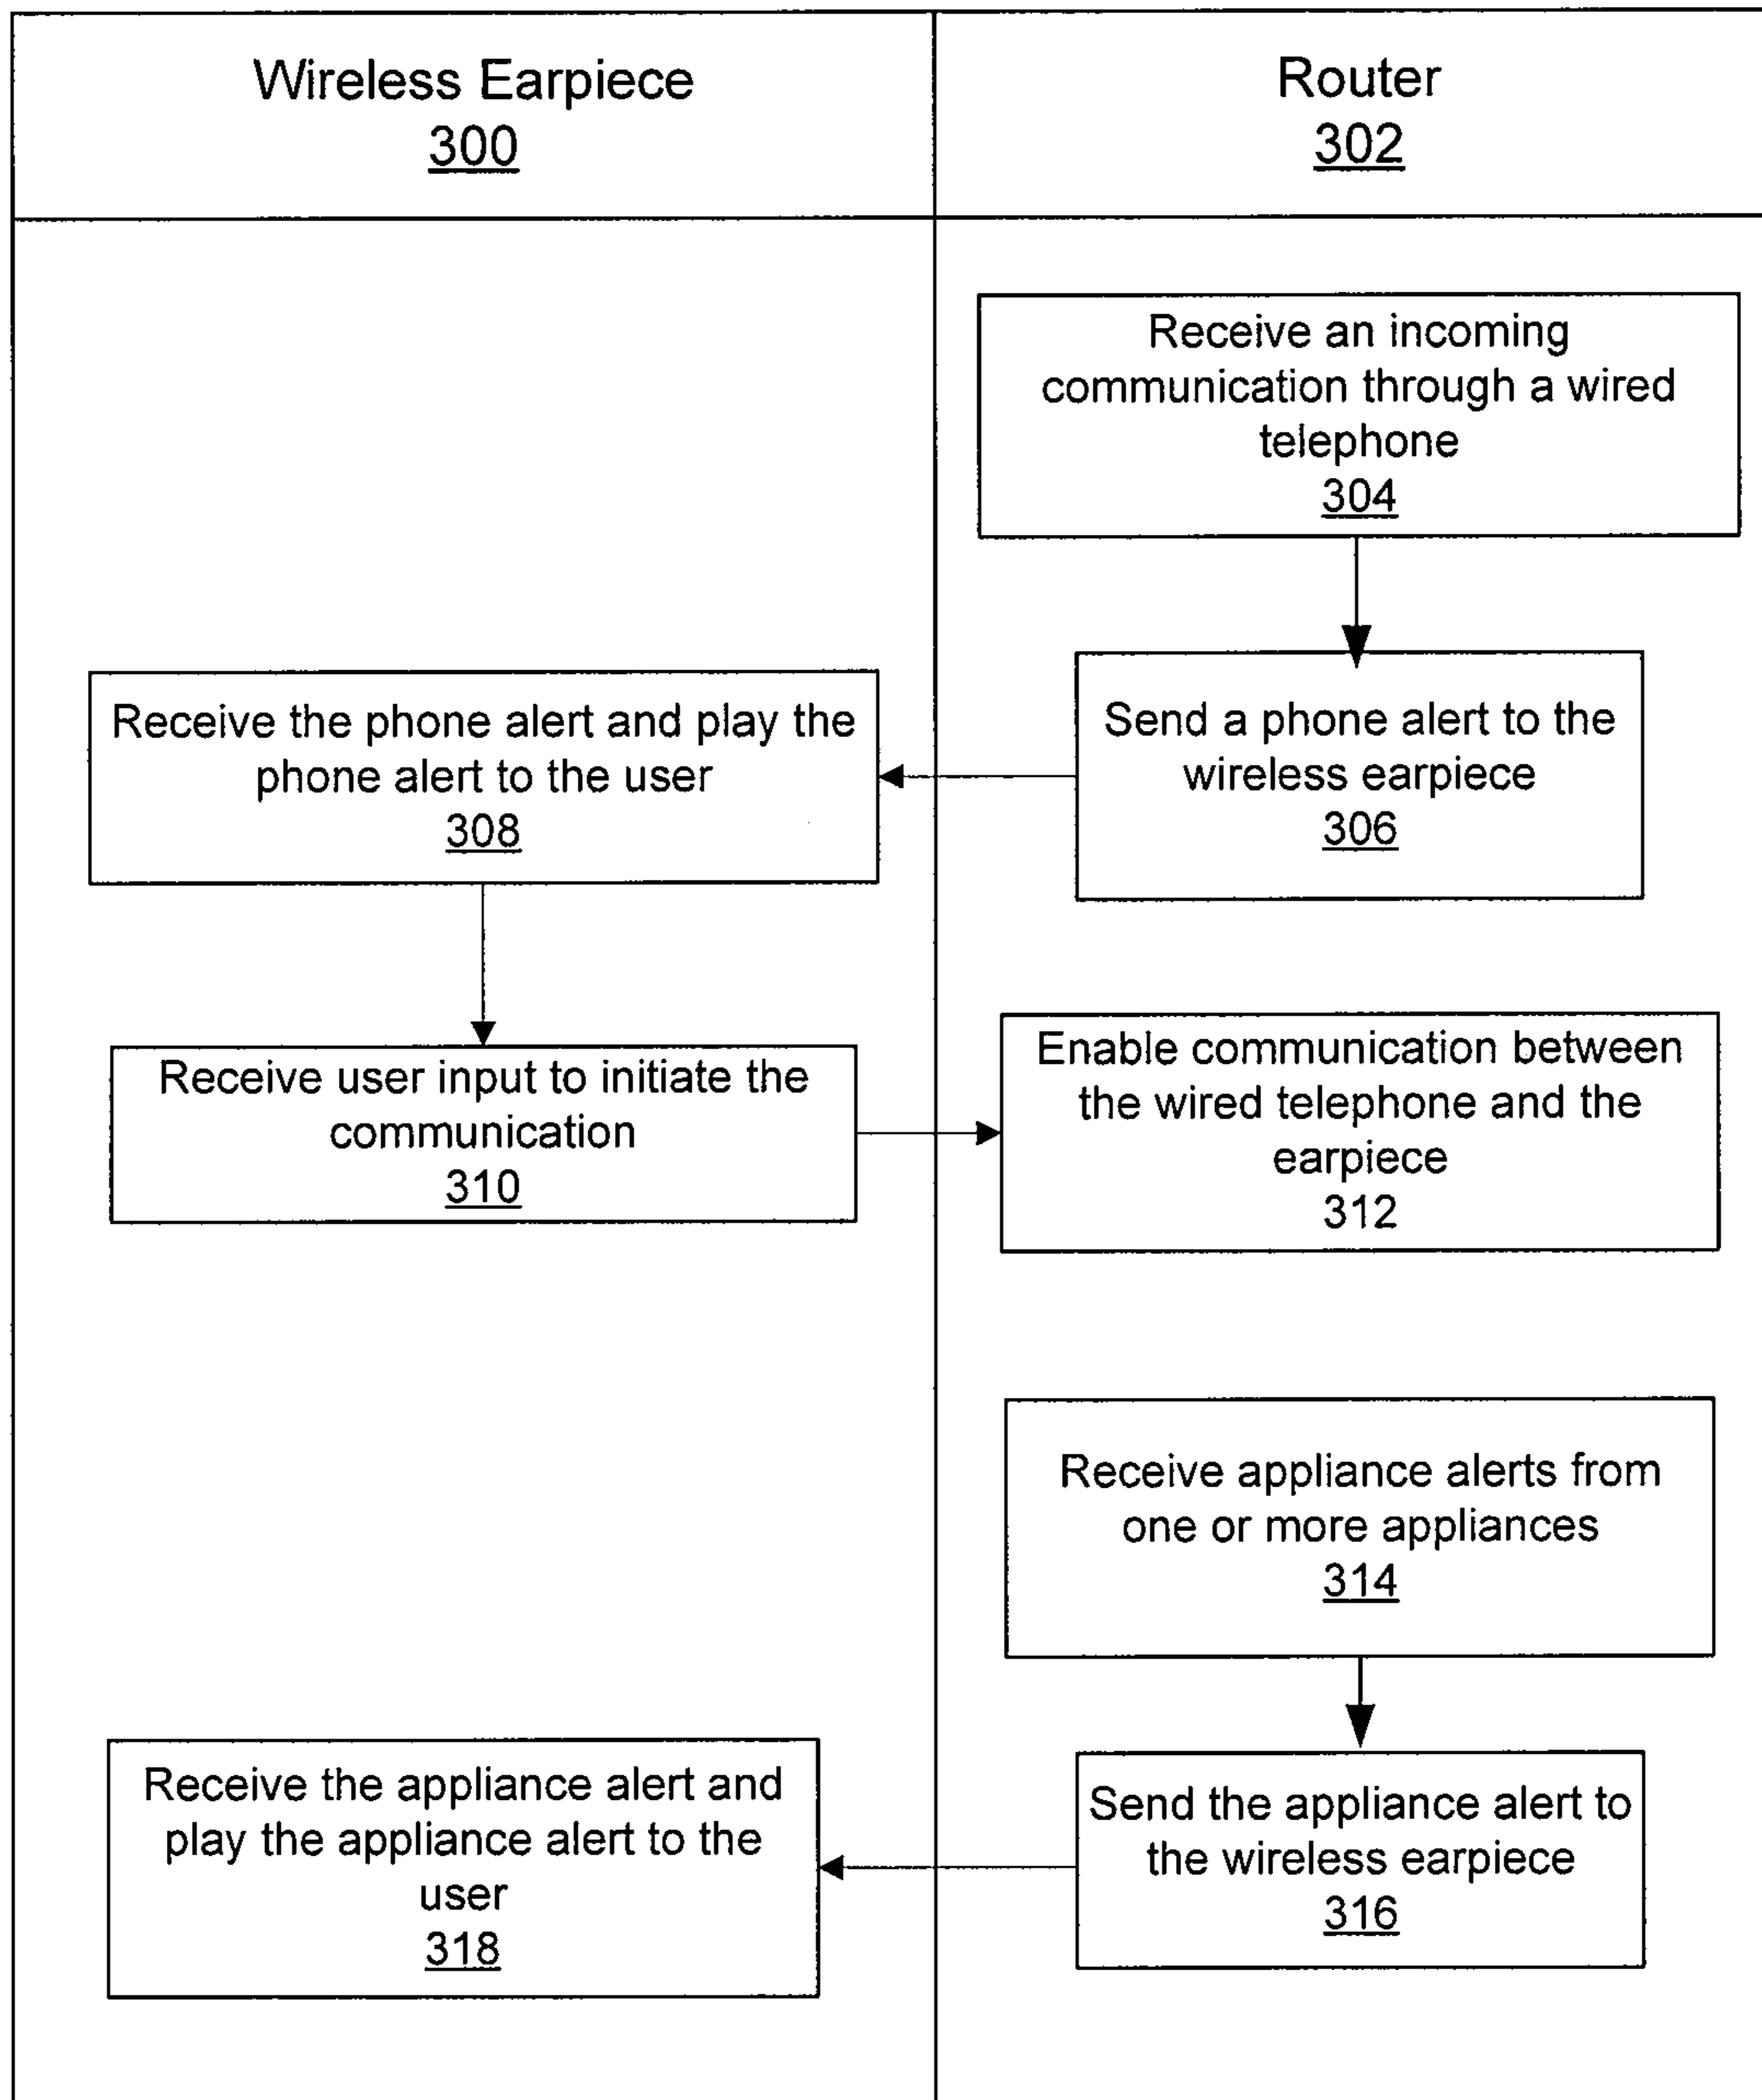 Wireless Earpiece
300
Router
302
Receive an incoming
communication through a wired
telephone
304
Send a phone alert to the
wireless earpiece
306
Receive the phone alert and play the
phone alert to the user
308
Receive user input to initiate the
communication
310
Enable communication between
the wired telephone and the
earpiece
312
Receive appliance alerts from
one or more appliances
314
Send the appliance alert to
the wireless earpiece
316
Receive the appliance alert and
play the appliance alert to the
user
318